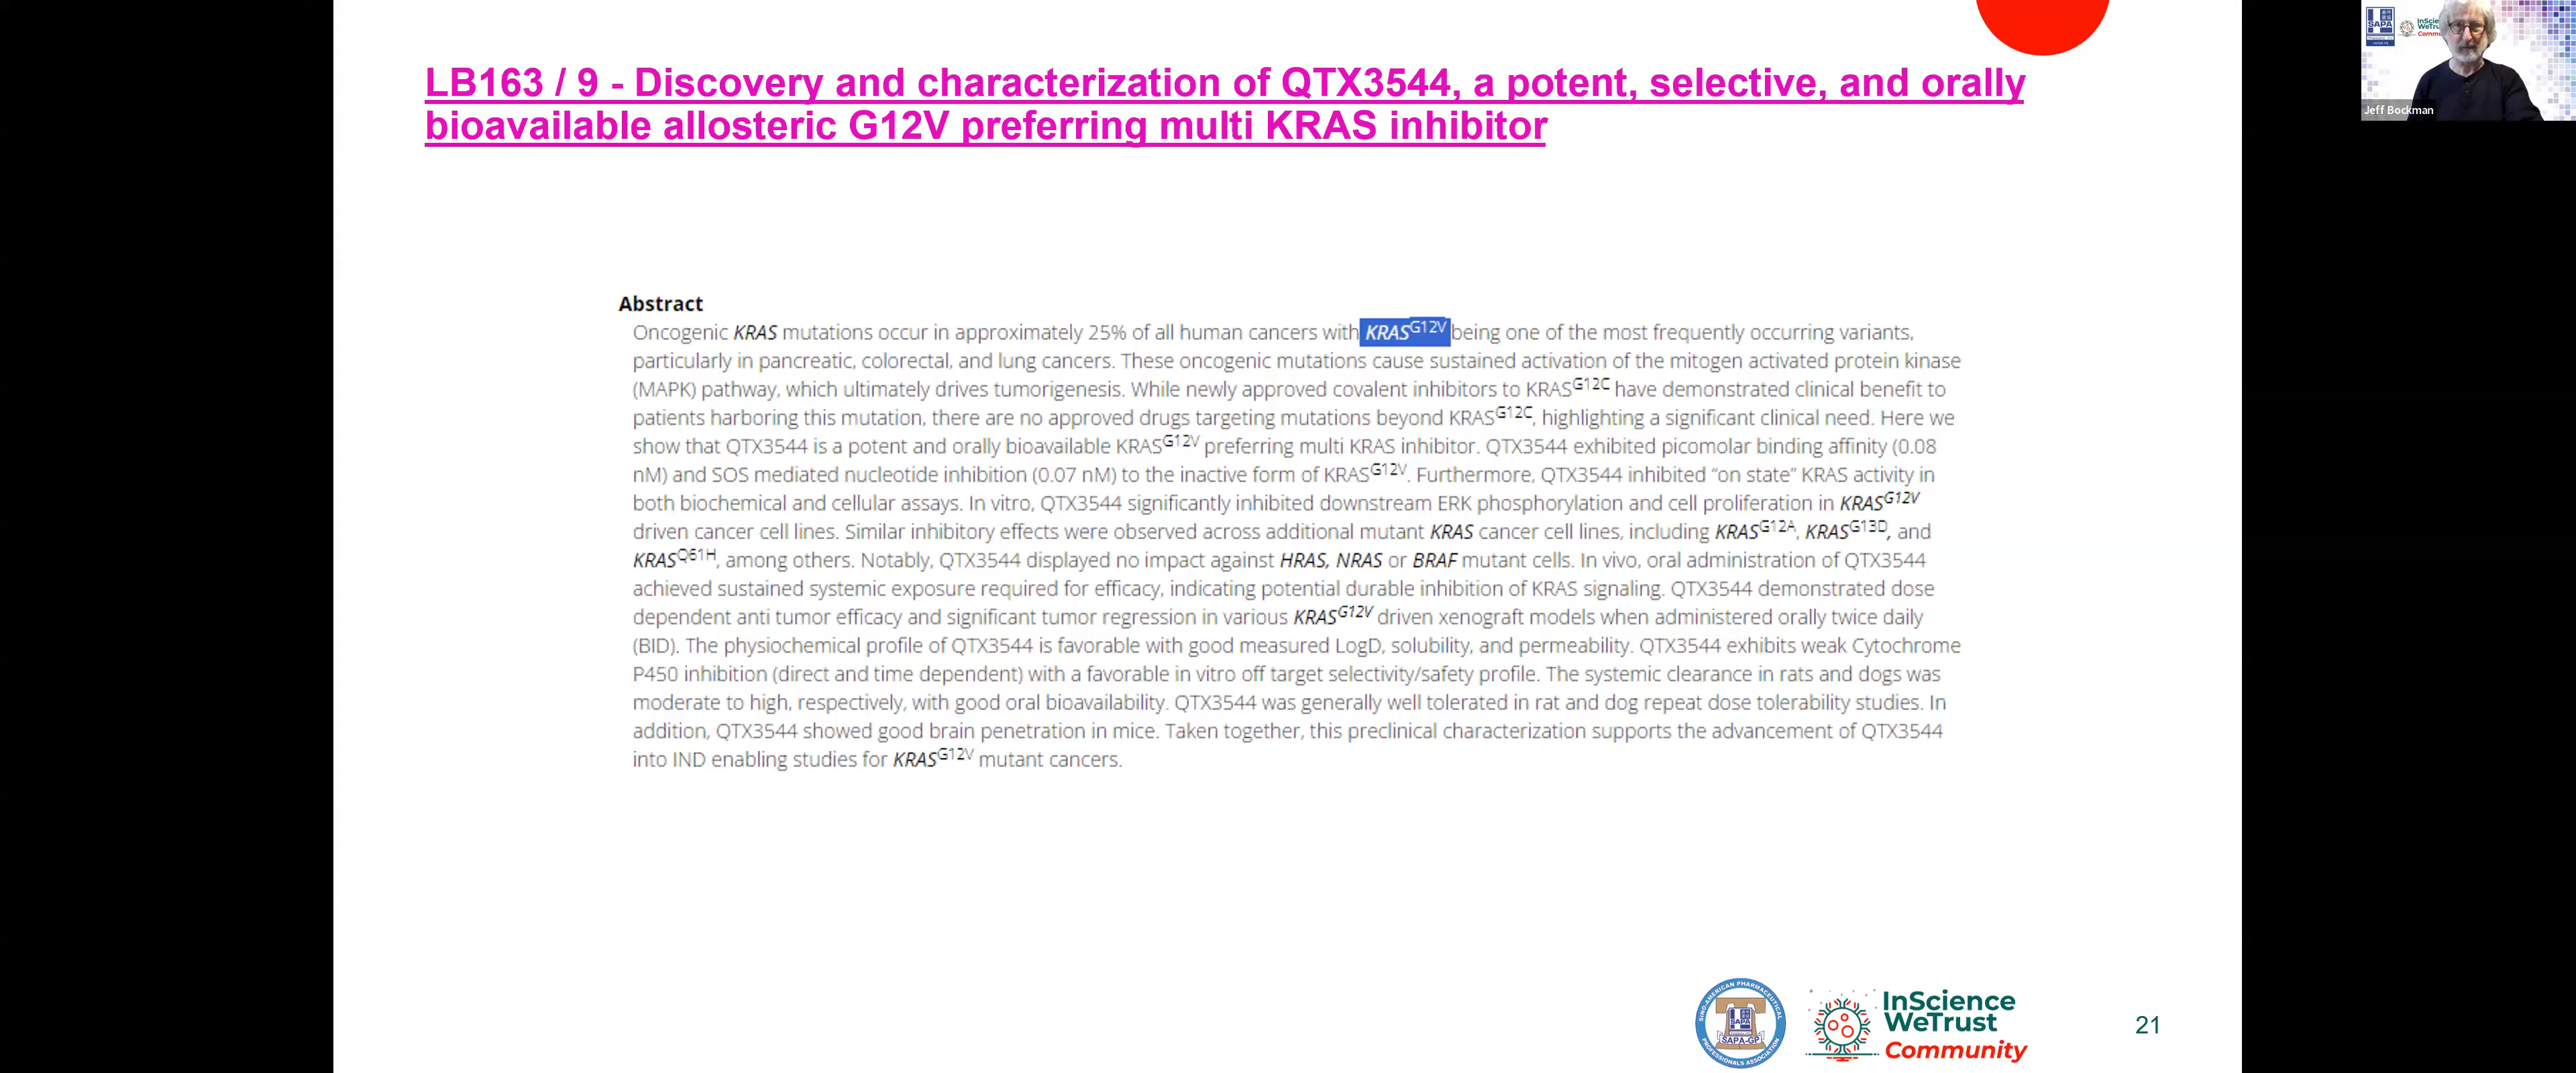 LB163 / 9 - Discovery and characterization of QTX3544, a potent, selective, and orally
bioavailable allosteric G12V preferring multi KRAS inhibitor
Jeff Bockman
Abstract
Oncogenic KRAS mutations occur in approximately 25% of all human cancers with KRASG12V being one of the most frequently occurring variants,
particularly in pancreatic, colorectal, and lung cancers. These oncogenic mutations cause sustained activation of the mitogen activated protein kinase
(MAPK) pathway, which ultimately drives tumorigenesis. While newly approved covalent inhibitors to KRASG12C have demonstrated clinical benefit to
patients harboring this mutation, there are no approved drugs targeting mutations beyond KRASG12C, highlighting a significant clinical need. Here we
show that QTX3544 is a potent and orally bioavailable KRASG12V preferring multi KRAS inhibitor. QTX3544 exhibited picomolar binding affinity (0.08
nM) and SOS mediated nucleotide inhibition (0.07 nM) to the inactive form of KRASG12V. Furthermore, QTX3544 inhibited “on state” KRAS activity in
both biochemical and cellular assays. In vitro, QTX3544 significantly inhibited downstream ERK phosphorylation and cell proliferation in KRASG12V
driven cancer cell lines. Similar inhibitory effects were observed across additional mutant KRAS cancer cell lines, including KRASG12A, KRASG13D, and
KRASQ61H, among others. Notably, QTX3544 displayed no impact against HRAS, NRAS or BRAF mutant cells. In vivo, oral administration of QTX3544
achieved sustained systemic exposure required for efficacy, indicating potential durable inhibition of KRAS signaling. QTX3544 demonstrated dose
dependent anti tumor efficacy and significant tumor regression in various KRASG12V driven xenograft models when administered orally twice daily
(BID). The physiochemical profile of QTX3544 is favorable with good measured LogD, solubility, and permeability. QTX3544 exhibits weak Cytochrome
P450 inhibition (direct and time dependent) with a favorable in vitro off target selectivity/safety profile. The systemic clearance in rats and dogs was
moderate to high, respectively, with good oral bioavailability. QTX3544 was generally well tolerated in rat and dog repeat dose tolerability studies. In
addition, QTX3544 showed good brain penetration in mice. Taken together, this preclinical characterization supports the advancement of QTX3544
into IND enabling studies for KRASG12V mutant cancers.
SINO-AMERICAN PHARMACEUTICAL
PROFESSIONALS ASSOCIATION
SAPA
SAPA-GP
InScience
WeTrust
Community
21